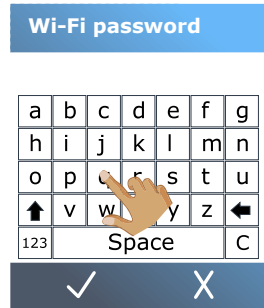 Wi-Fi password
a b c d e f g
h i j k l m n
o p q r s t u
v w y z
123 Space C
X